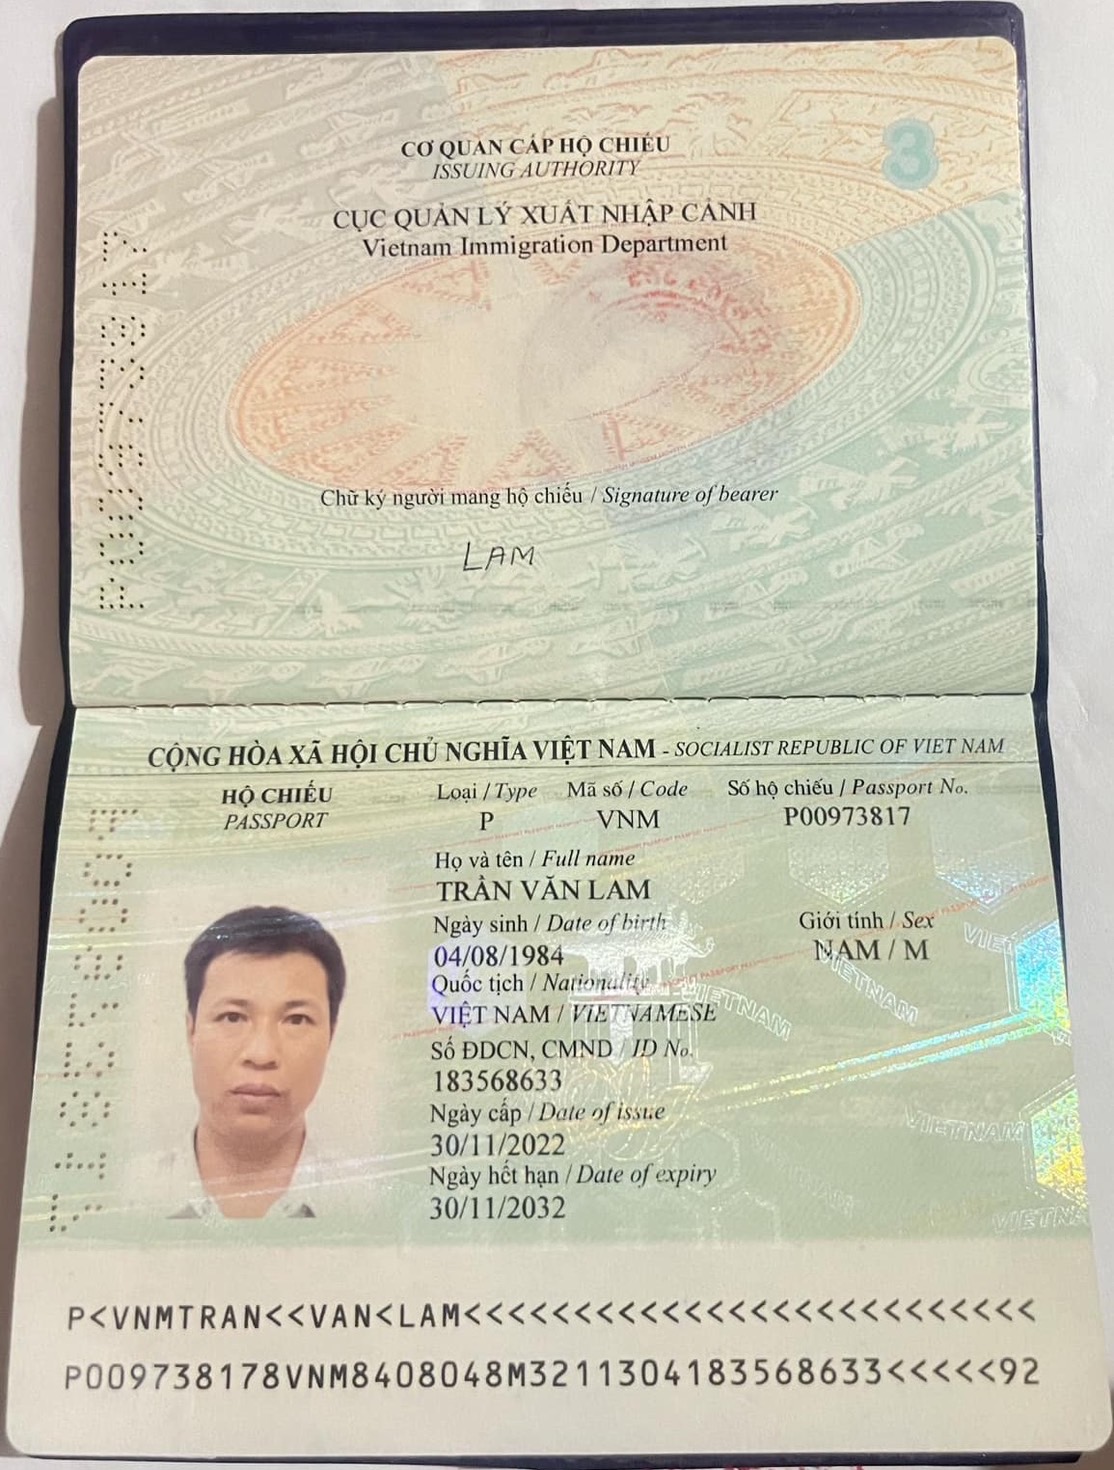 CƠ QUAN CẤP HỘ CHIẾU
ISSUING AUTHORITY
3
CỤC QUẢN LÝ XUẤT NHẬP CẢNH
Vietnam Immigration Department
Chữ ký người mang hộ chiếu / Signature of bearer
LAM
P00973817
CỘNG HÒA XÃ HỘI CHỦ NGHĨA VIỆT NAM - SOCIALIST REPUBLIC OF VIET NAM
HỘ CHIẾU
PASSPORT
Loại / Type Mã số / Code Số hộ chiếu / Passport No.
P VNM P00973817
Họ và tên / Full name
TRẦN VĂN LAM
Ngày sinh / Date of birth Giới tính / Sex
04/08/1984 NAM / M
Quốc tịch / Nationality
VIỆT NAM / VIETNAMESE
Số ĐDCN, CMND / ID No.
183568633
Ngày cấp / Date of issue
30/11/2022
Ngày hết hạn / Date of expiry
30/11/2032
VIETNAM
VIETNAM
VIETNAM
P<VNMTRAN<<VAN<LAM<<<<<<<<<<<<<<<<<<<<<<<<<<
P009738178VNM8408048M3211304183568633<<<<<92